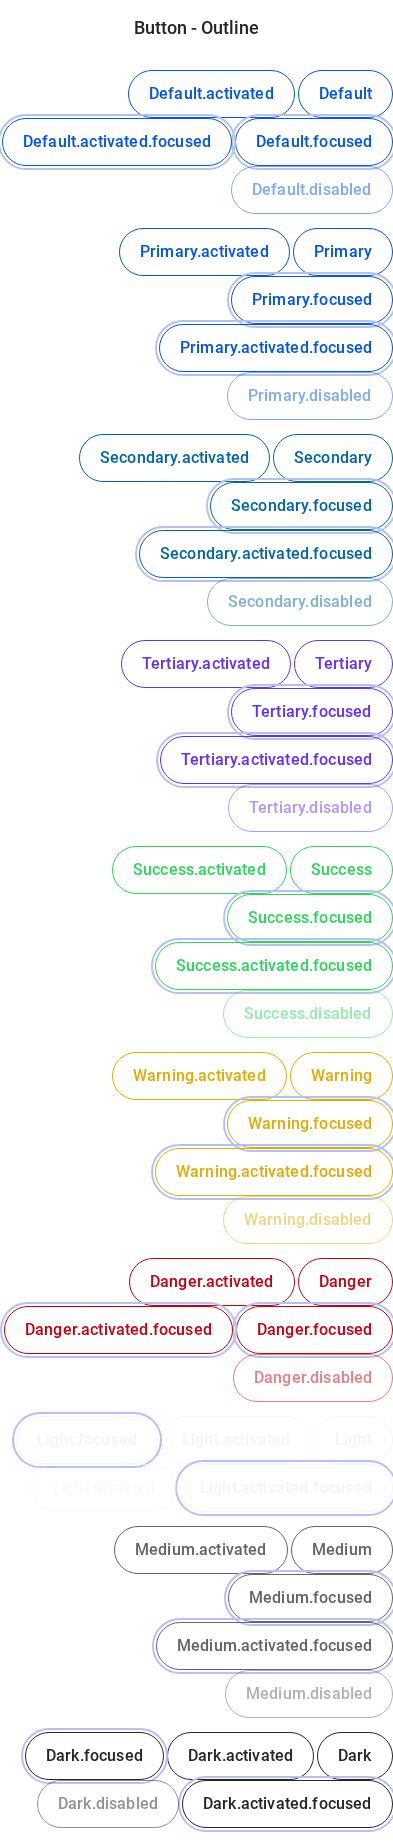 Button - Outline
Default.activated Default
Default.activated.focused Default.focused
Default.disabled
Primary.activated Primary
Primary.focused
Primary.activated.focused
Primary.disabled
Secondary.activated Secondary
Secondary.focused
Secondary.activated.focused
Secondary.disabled
Tertiary.activated Tertiary
Tertiary.focused
Tertiary.activated.focused
Tertiary.disabled
Success.activated Success
Success.focused
Success.activated.focused
Success.disabled
Warning.activated Warning
Warning.focused
Warning.activated.focused
Warning.disabled
Danger.activated Danger
Danger.activated.focused Danger.focused
Danger.disabled
Light.focused Light.activated Light
Light.disabled Light.activated.focused
Medium.activated Medium
Medium.focused
Medium.activated.focused
Medium.disabled
Dark.focused Dark.activated Dark
Dark.disabled Dark.activated.focused